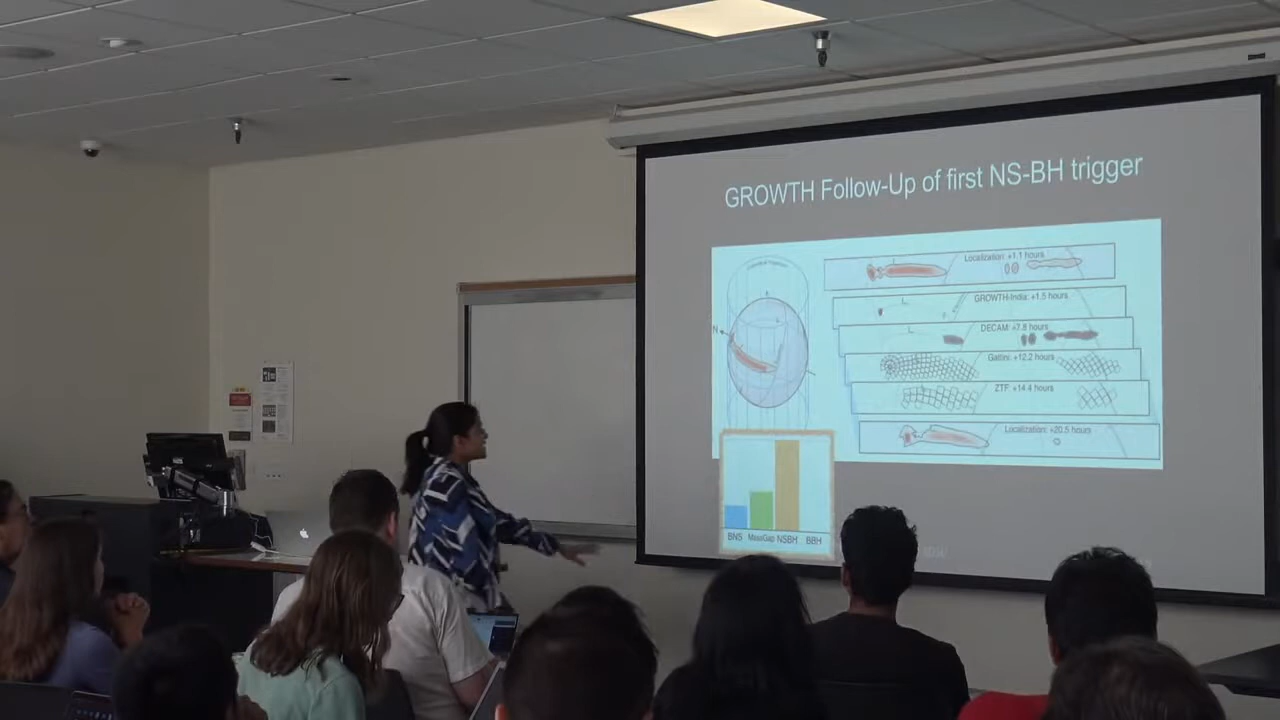 GROWTH Follow-Up of first NS-BH trigger
Localization: +1.1 hours
GROWTH-India: +1.5 hours
N
DECAM: +7.8 hours
Gattini: +12.2 hours
ZTF: +14.4 hours
Localization: +20.5 hours
BNS MassGap NSBH BBH